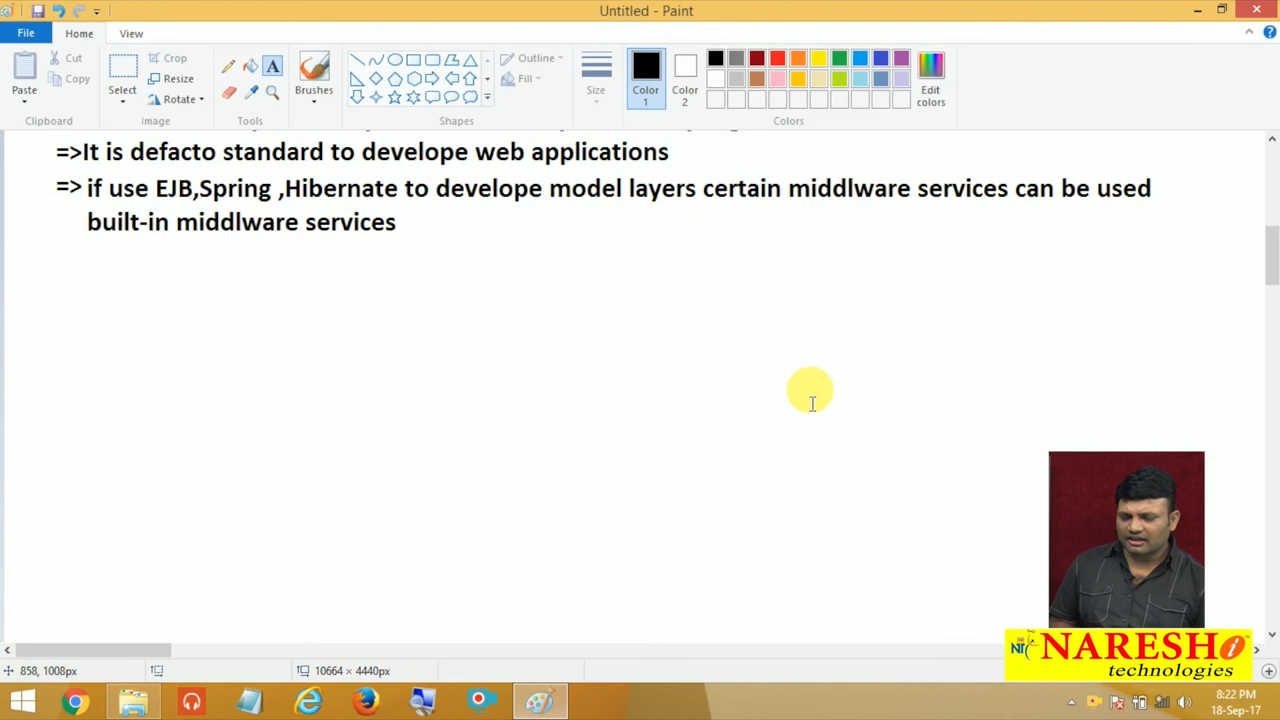 Untitled - Paint
File
Home
View
Paste
Cut
Copy
Clipboard
Select
Crop
Resize
Rotate
Image
Tools
Brushes
Shapes
Outline
Fill
Size
Color 1
Color 2
Edit colors
Colors
=>It is defacto standard to develope web applications
=> if use EJB,Spring ,Hibernate to develope model layers certain middlware services can be used
built-in middlware services
NARESH i
technologies
858, 1008px
10664 × 4440px
8:22 PM
18-Sep-17